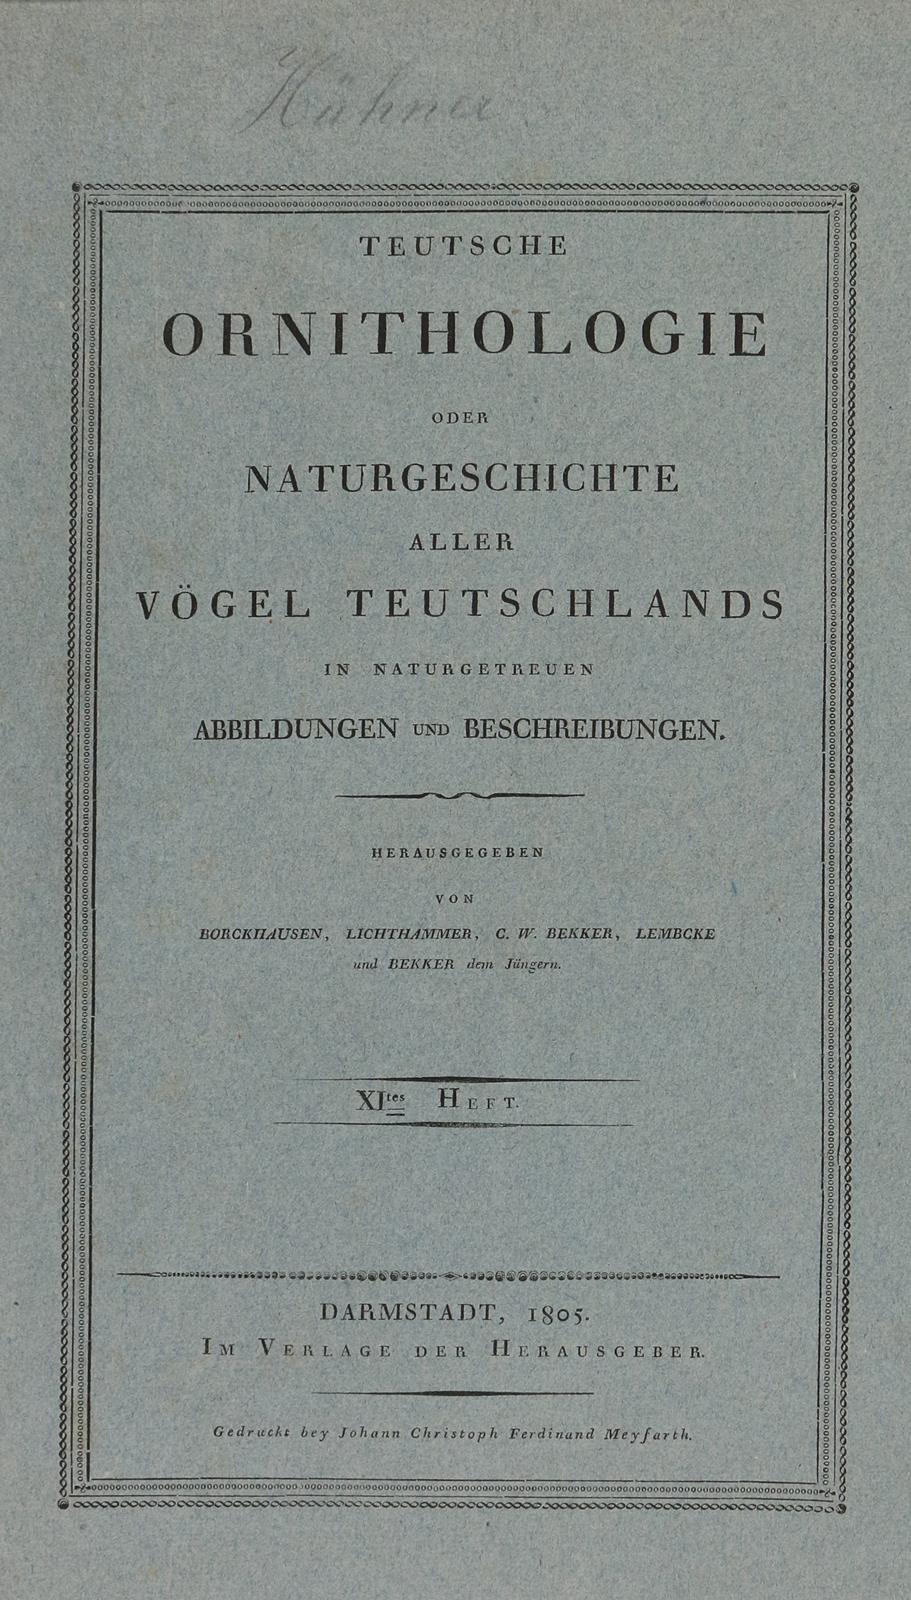 Hühner
TEUTSCHE
ORNITHOLOGIE
ODER
NATURGESCHICHTE
ALLER
VÖGEL TEUTSCHLANDS
IN NATURGETREUEN
ABBILDUNGEN UND BESCHREIBUNGEN.
HERAUSGEGEBEN
VON
BORCKHAUSEN, LICHTHAMMER, C. W. BEKKER, LEMBCKE
und BEKKER dem Jüngern.
XItes HEFT.
DARMSTADT, 1805.
IM VERLAGE DER HERAUSGEBER.
Gedruckt bey Johann Christoph Ferdinand Meyfarth.